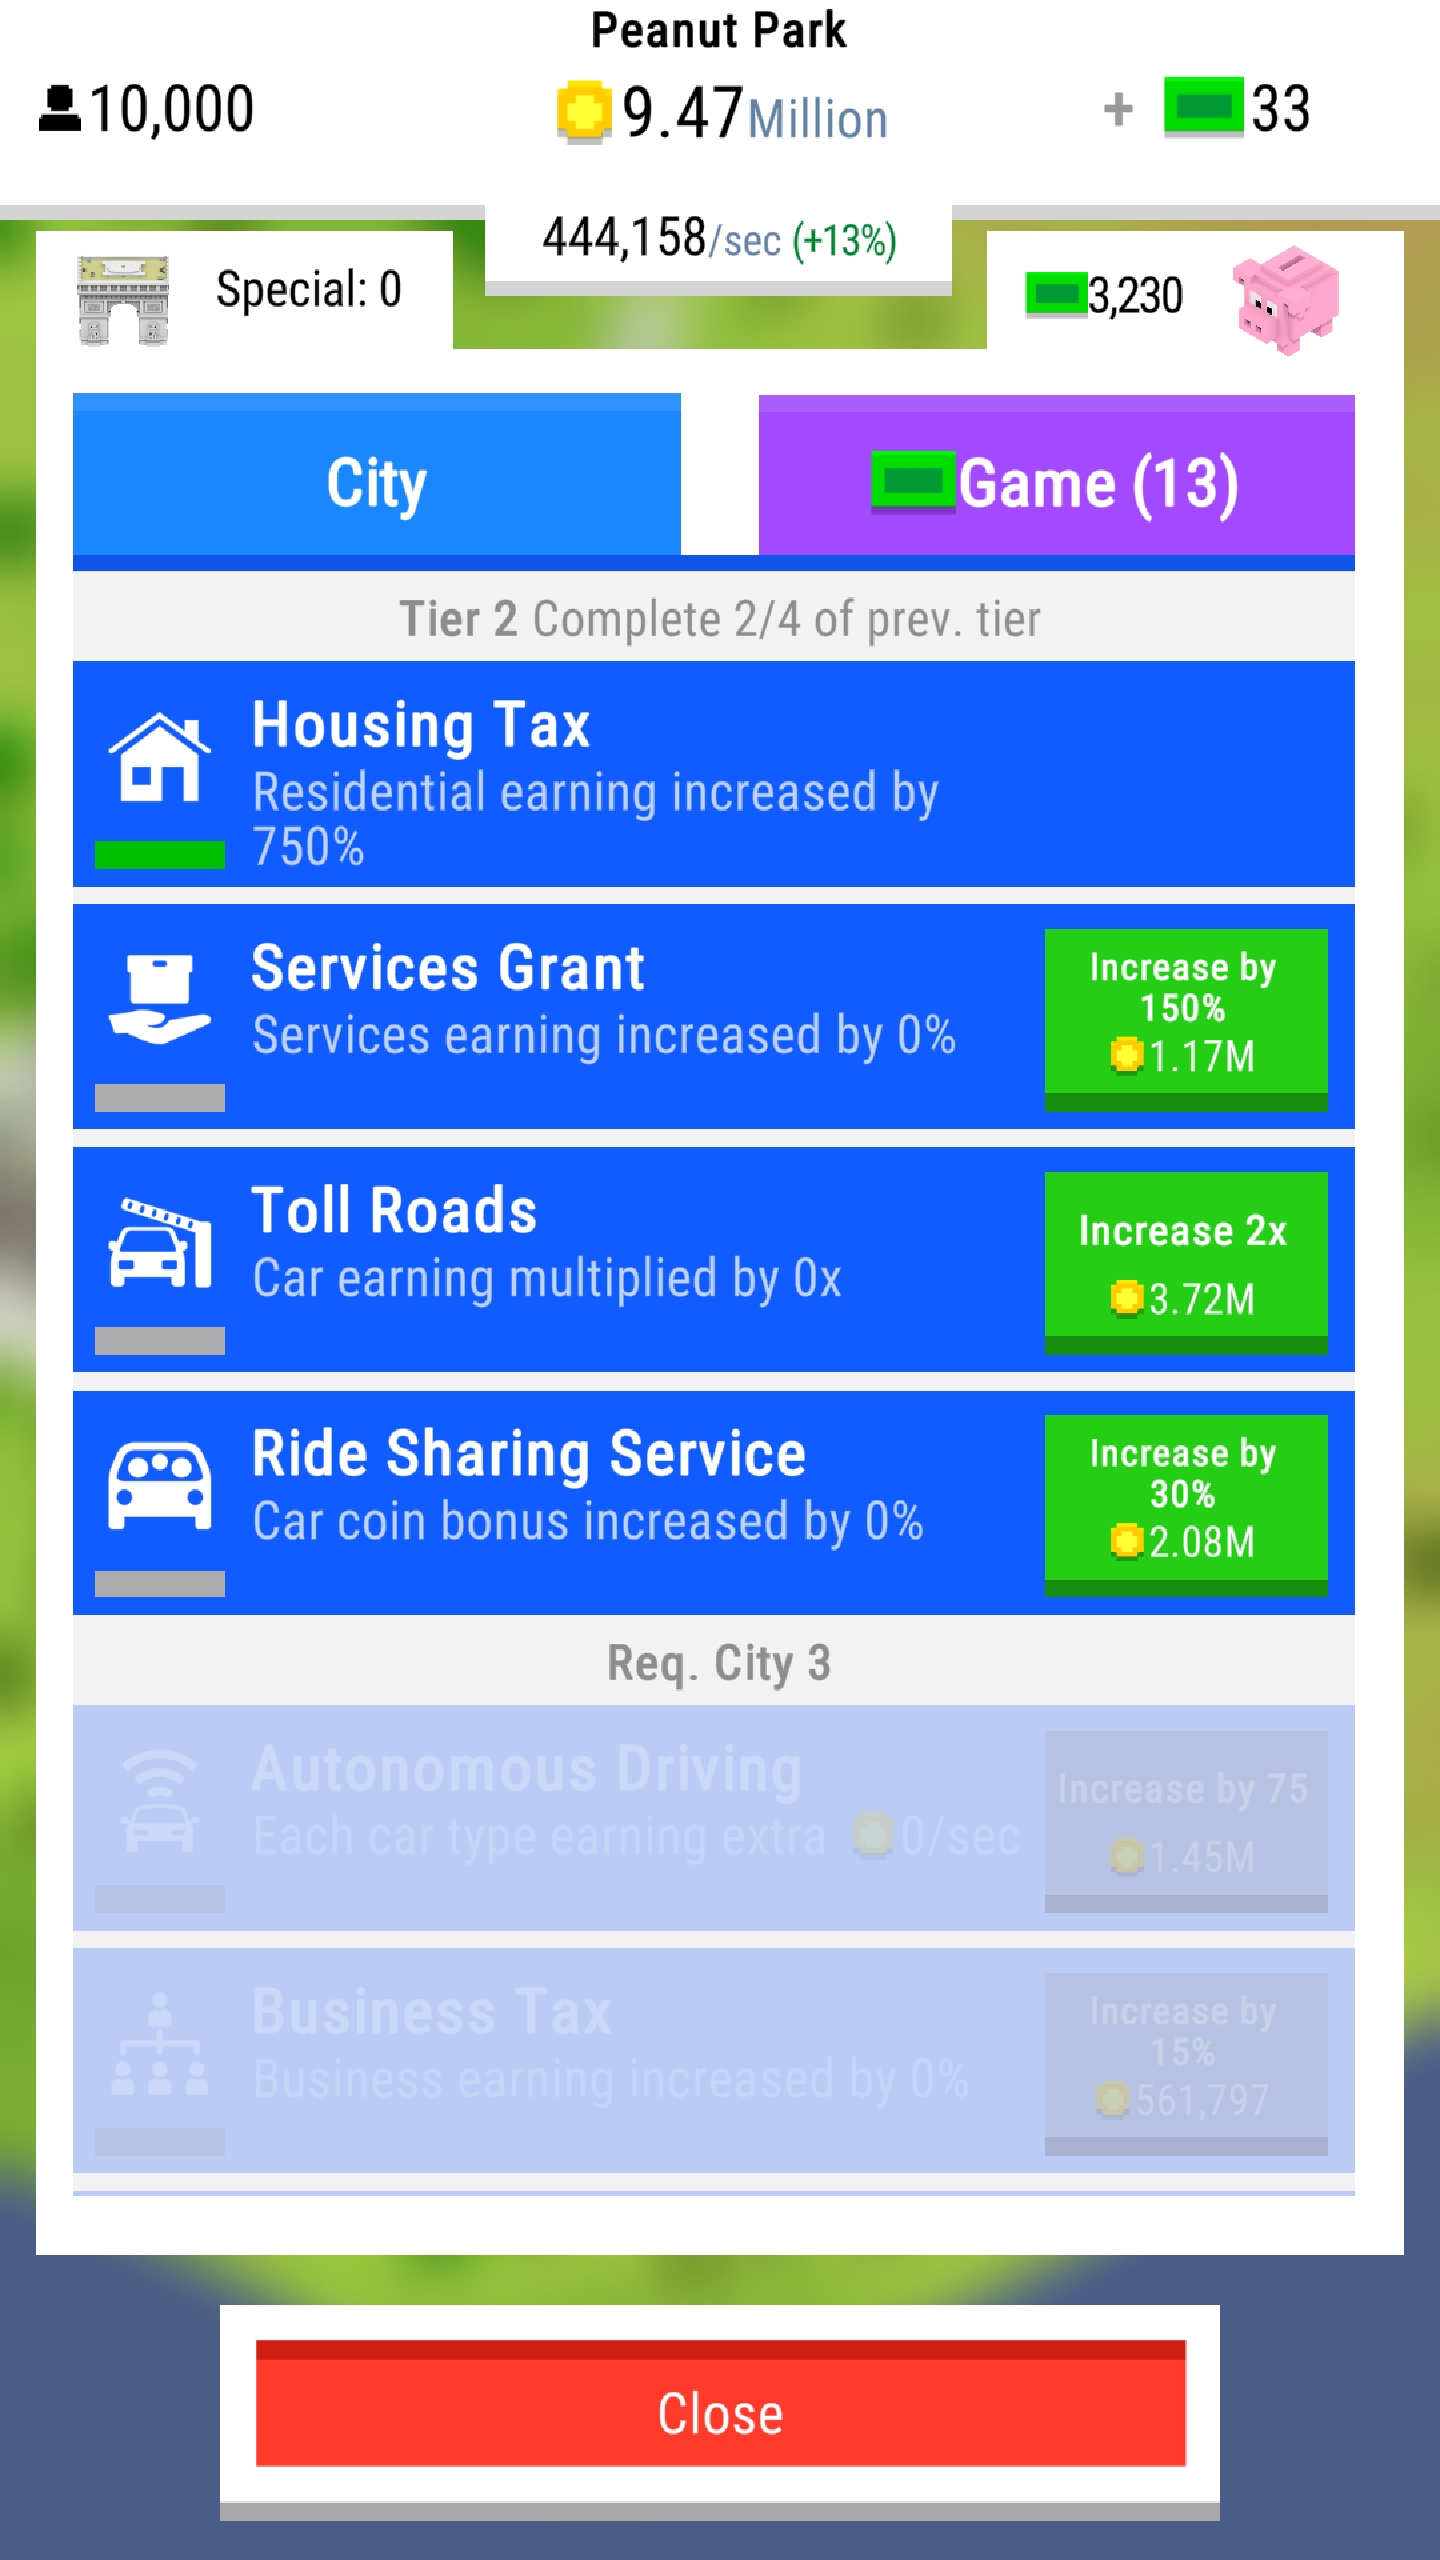 Peanut Park
10,000
9.47Million
+ 33
444,158/sec (+13%)
Special: 0
3,230
City
Game (13)
Tier 2 Complete 2/4 of prev. tier
Housing Tax
Residential earning increased by
750%
Services Grant
Services earning increased by 0%
Increase by
150%
1.17M
Toll Roads
Car earning multiplied by 0x
Increase 2x
3.72M
Ride Sharing Service
Car coin bonus increased by 0%
Increase by
30%
2.08M
Req. City 3
Autonomous Driving
Each car type earning extra 0/sec
Increase by 75
1.45M
Business Tax
Business earning increased by 0%
Increase by
15%
561,797
Close